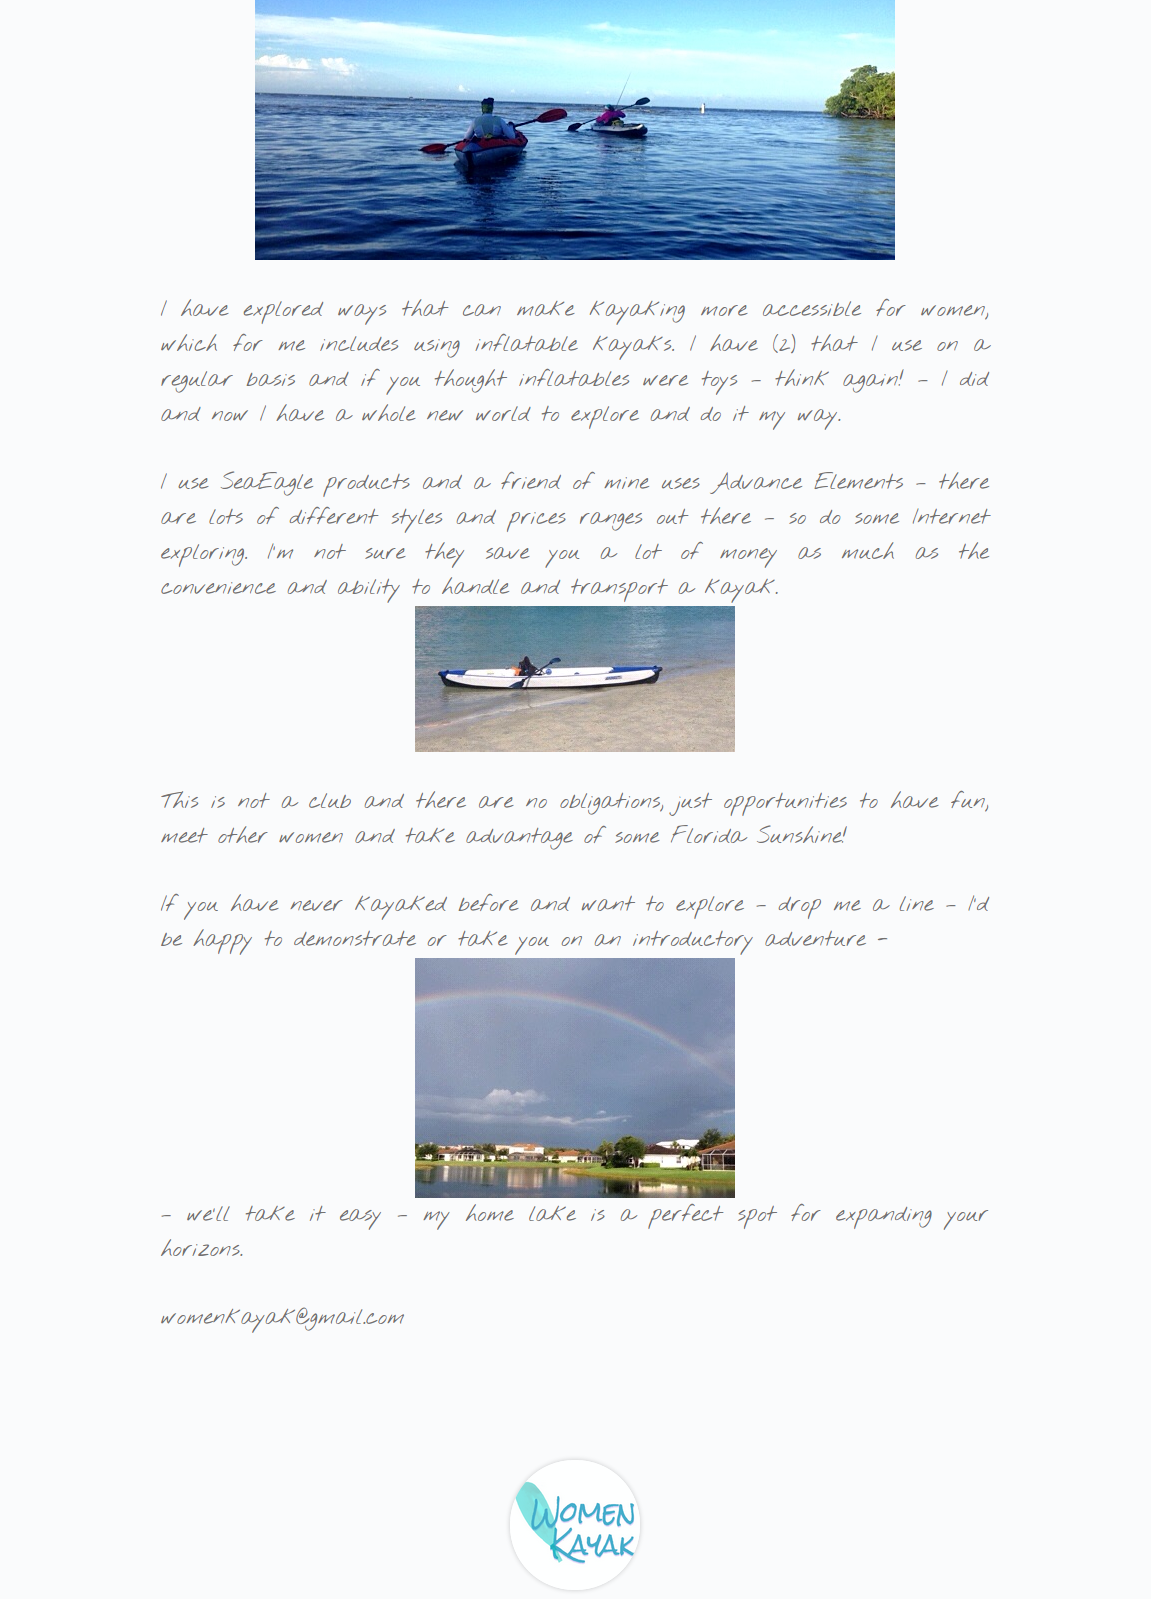 I have explored ways that can make kayaking more accessible for women,
which for me includes using inflatable kayaks. I have (2) that I use on a
regular basis and if you thought inflatables were toys - think again! - I did
and now I have a whole new world to explore and do it my way.
I use SeaEagle products and a friend of mine uses Advance Elements - there
are lots of different styles and prices ranges out there - so do some Internet
exploring. I'm not sure they save you a lot of money as much as the
convenience and ability to handle and transport a kayak.
This is not a club and there are no obligations, just opportunities to have fun,
meet other women and take advantage of some Florida Sunshine!
If you have never kayaked before and want to explore - drop me a line - I'd
be happy to demonstrate or take you on an introductory adventure -
- we'll take it easy - my home lake is a perfect spot for expanding your
horizons.
womenkayak@gmail.com
Women
Kayak